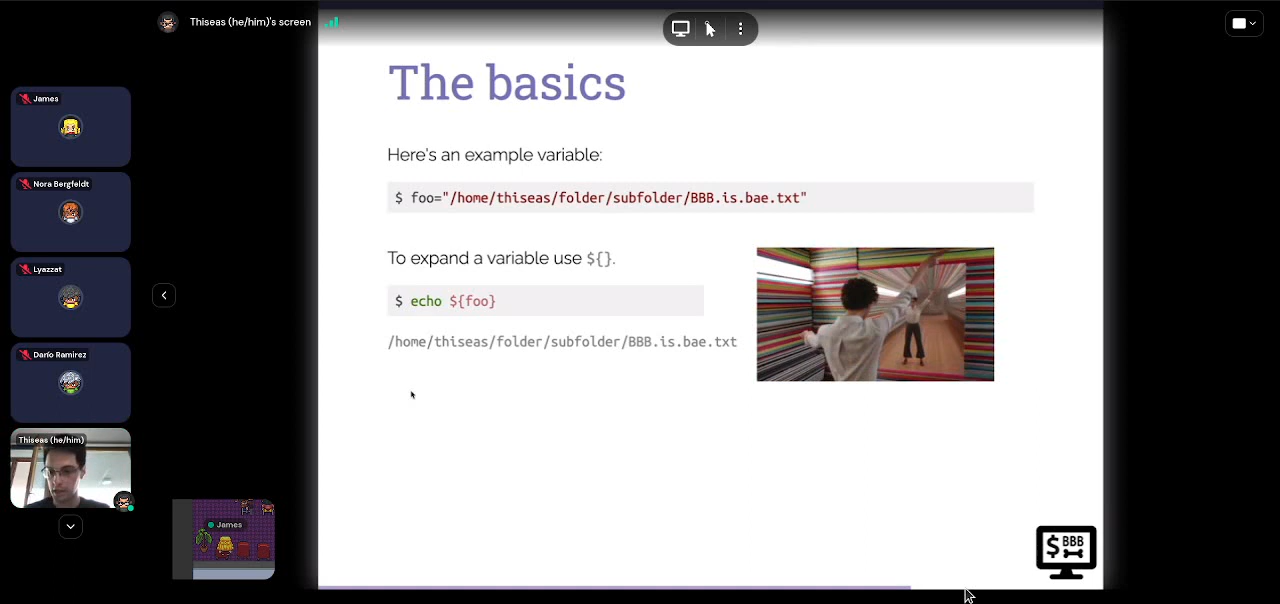 Thiseas (he/him)'s screen
The basics
James
Here's an example variable:
Nora Bergfeldt
$ foo="/home/thiseas/folder/subfolder/BBB.is.bae.txt"
To expand a variable use ${}.
Lyazzat
$ echo ${foo}
/home/thiseas/folder/subfolder/BBB.is.bae.txt
Darío Ramirez
Thiseas (he/him)
James
$ BBB